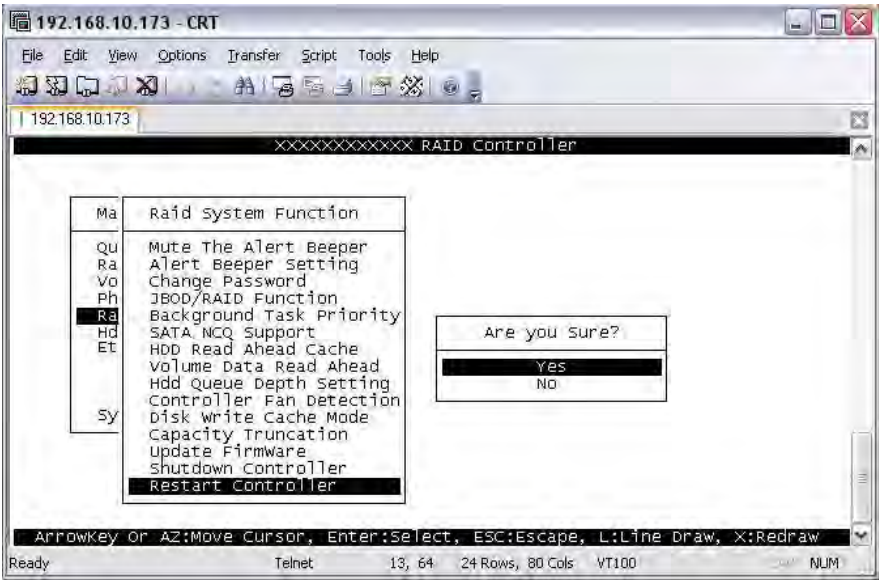 192.168.10.173 - CRT
File Edit View Options Transfer Script Tools Help
192.168.10.173
XXXXXXXXXXXXX RAID Controller
Ma
Qu
Ra
Vo
Ph
Ra
Hd
Et
Sy
Raid System Function
Mute The Alert Beeper
Alert Beeper Setting
Change Password
JBOD/RAID Function
Background Task Priority
SATA NCQ Support
HDD Read Ahead Cache
Volume Data Read Ahead
Hdd Queue Depth Setting
Controller Fan Detection
Disk Write Cache Mode
Capacity Truncation
Update FirmWare
Shutdown Controller
Restart Controller
Are you Sure?
Yes
No
ArrowKey Or AZ:Move Cursor, Enter:Select, ESC:Escape, L:Line Draw, X:Redraw
Ready Telnet 13, 64 24 Rows, 80 Cols VT100 NUM